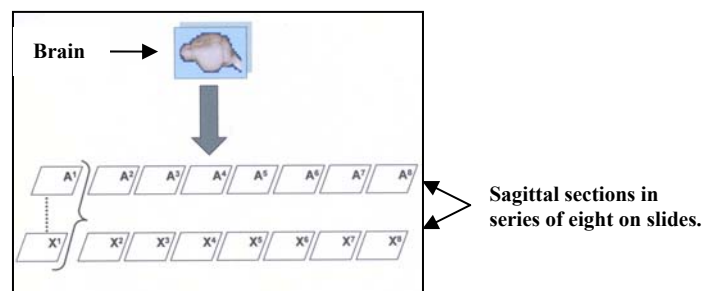 Brain
A¹ A² A³ A⁴ A⁵ A⁶ A⁷ A⁸
Sagittal sections in
series of eight on slides.
X¹ X² X³ X⁴ X⁵ X⁶ X⁷ X⁸